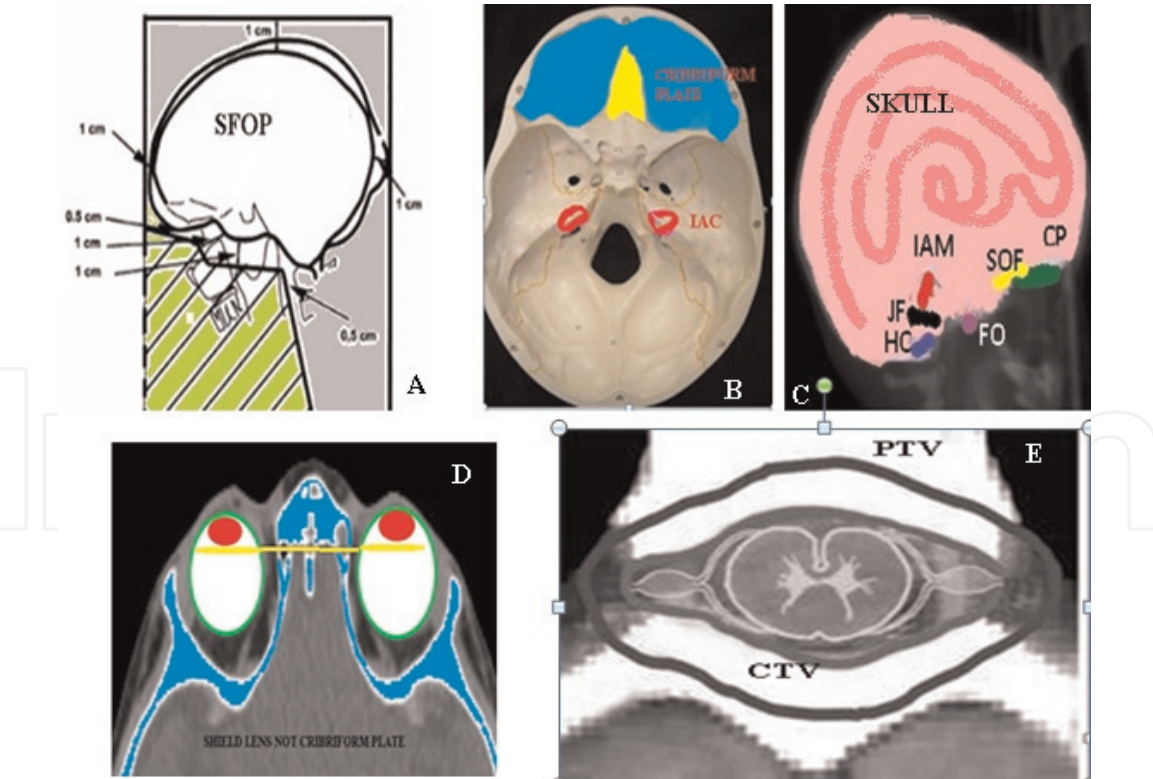 1 cm
SFOP
1 cm
1 cm
0.5 cm
1 cm
1 cm
0.5 cm
A
CRIBRIFORM
PLATE
IAC
B
SKULL
IAM
SOF
CP
JF
HC
FO
C
D
SHIELD LENS NOT CRIBRIFORM PLATE
PTV
E
CTV